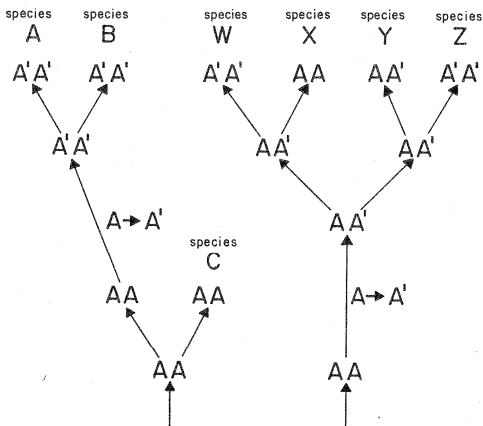 species species species species species species
A B W X Y Z
A'A' A'A' A'A' AA AA' A'A'
A'A' AA' AA'
A→A' AA'
species
C
AA AA A→A'
AA AA